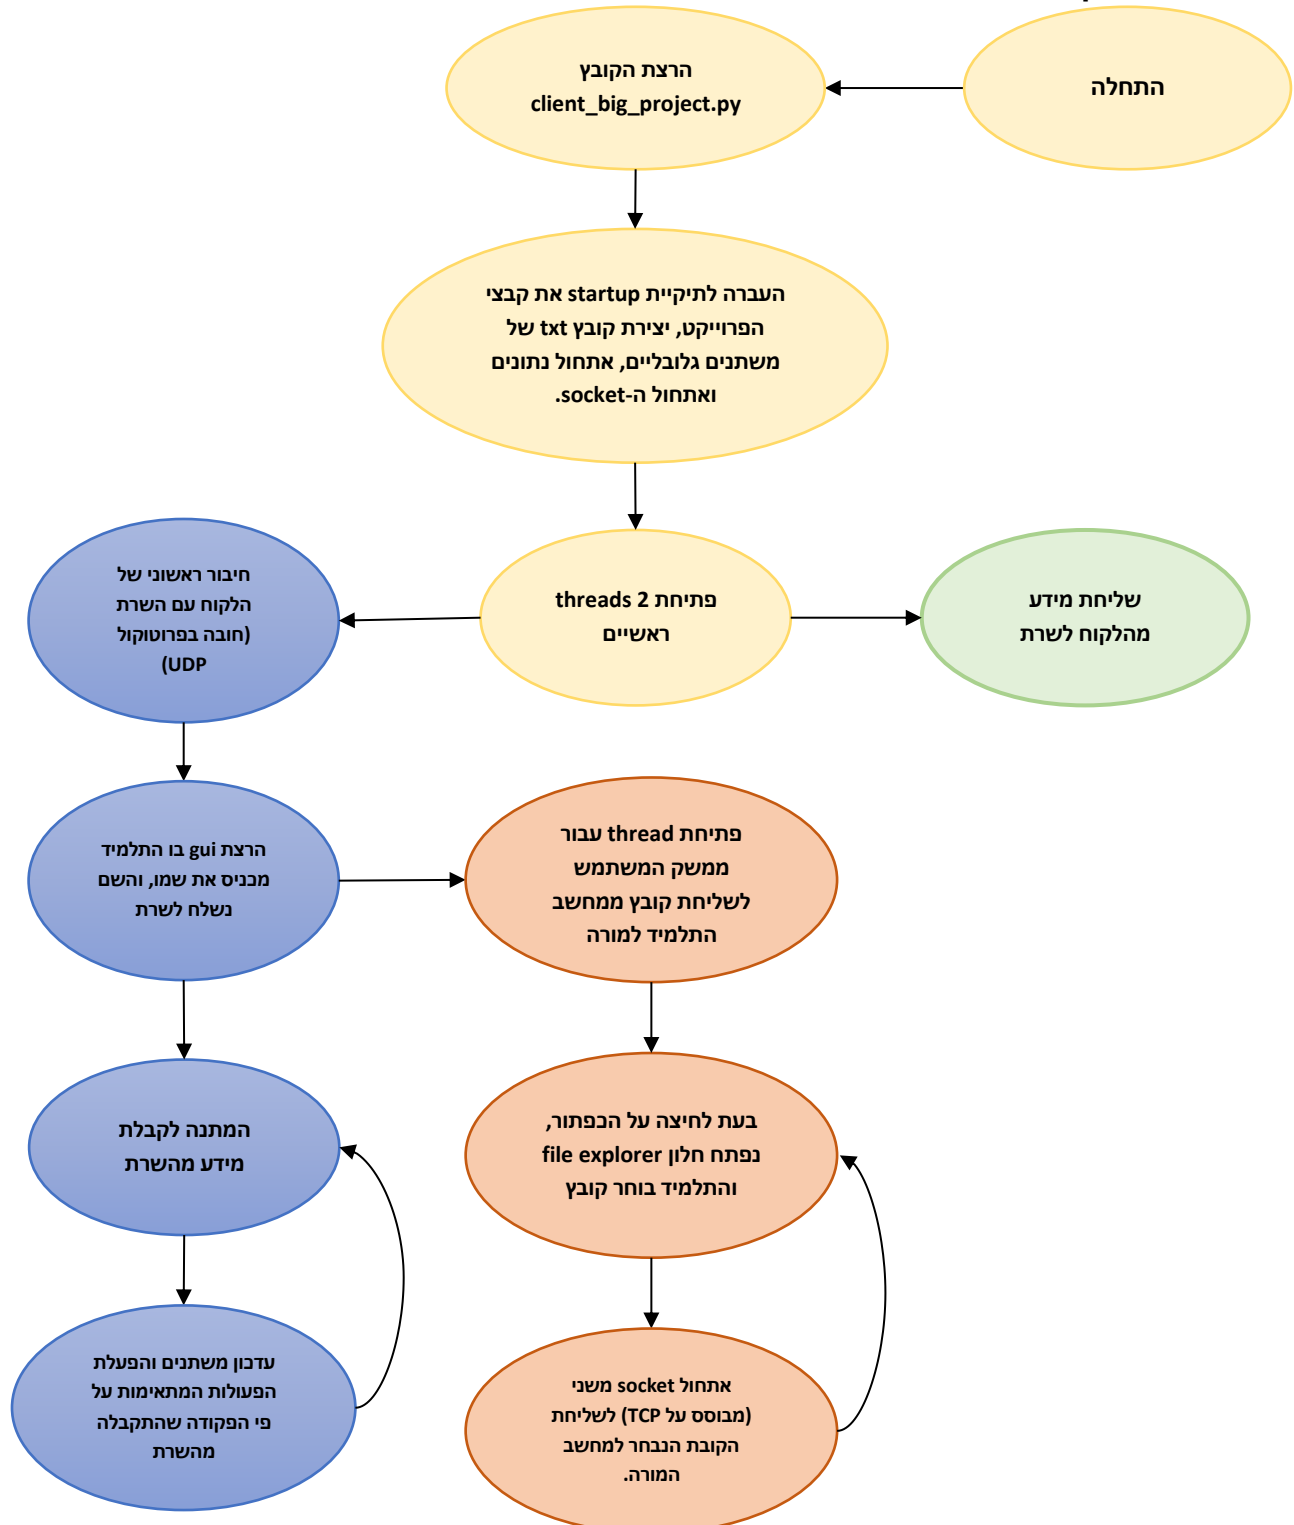 התחלה
הרצת הקובץ
client_big_project.py
העברה לתיקיית startup את קבצי
הפרוייקט, יצירת קובץ txt של
משתנים גלובליים, אתחול נתונים
ואתחול ה-socket.
פתיחת 2 threads
ראשיים
שליחת מידע
מהלקוח לשרת
חיבור ראשוני של
הלקוח עם השרת
(חובה בפרוטוקול
UDP)
הרצת gui בו התלמיד
מכניס את שמו, והשם
נשלח לשרת
פתיחת thread עבור
ממשק המשתמש
לשליחת קובץ ממחשב
התלמיד למורה
המתנה לקבלת
מידע מהשרת
בעת לחיצה על הכפתור,
נפתח חלון file explorer
והתלמיד בוחר קובץ
עדכון משתנים והפעלת
הפעולות המתאימות על
פי הפקודה שהתקבלה
מהשרת
אתחול socket משני
(מבוסס על TCP) לשליחת
הקובת הנבחר למחשב
המורה.